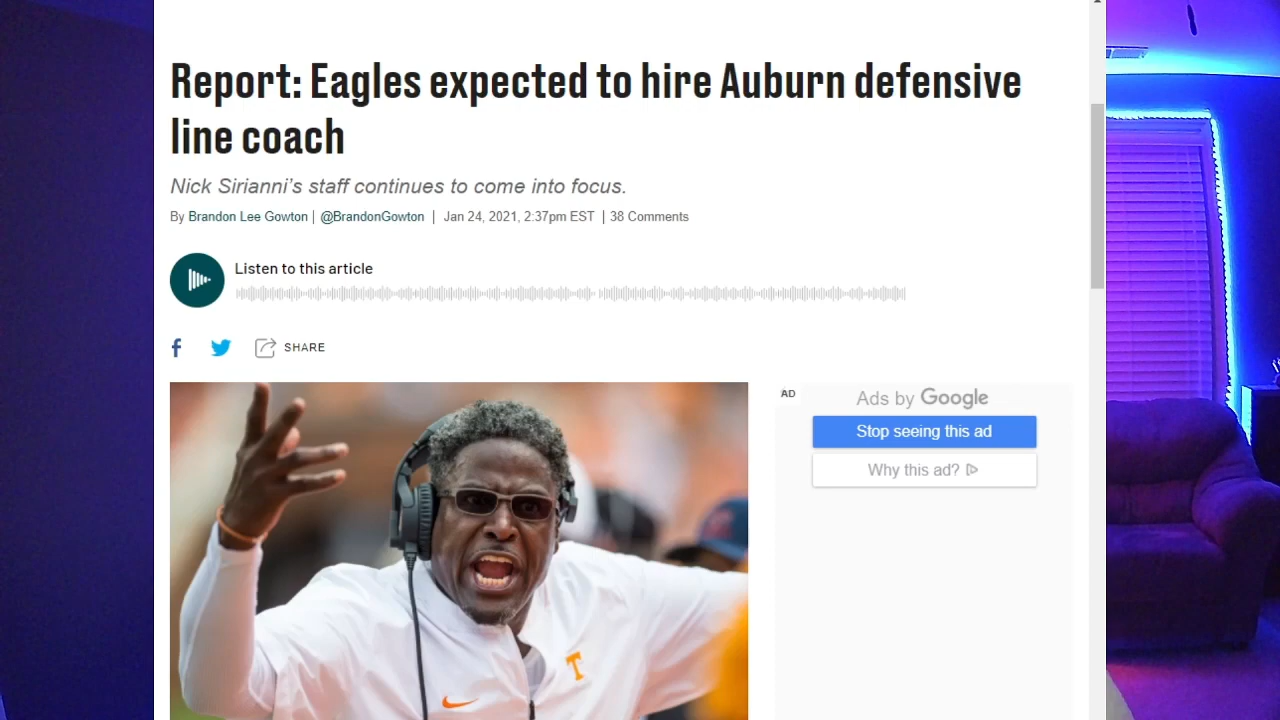 Report: Eagles expected to hire Auburn defensive
line coach
Nick Sirianni's staff continues to come into focus.
By Brandon Lee Gowton | @BrandonGowton | Jan 24, 2021, 2:37pm EST | 38 Comments
Listen to this article
f SHARE
AD
Ads by Google
Stop seeing this ad
Why this ad?
T